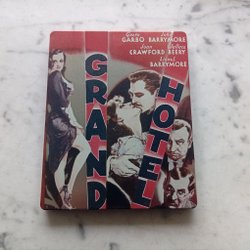 Greta John
GARBO BARRYMORE
Joan Wallace
CRAWFORD BEERY
Lionel
BARRYMORE
GRAND
HOTEL